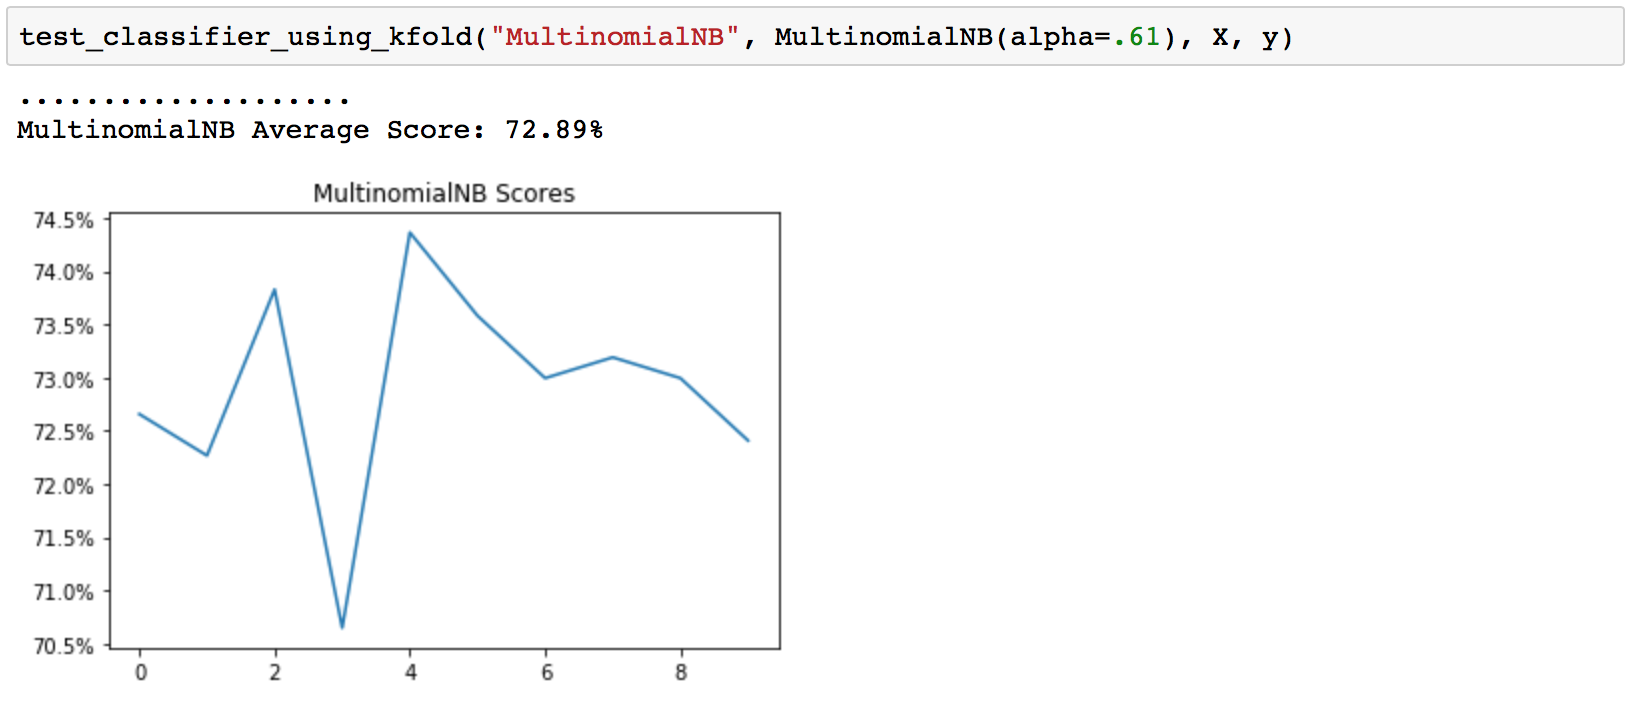 test_classifier_using_kfold("MultinomialNB", MultinomialNB(alpha=.61), X, y)
....................
MultinomialNB Average Score: 72.89%
MultinomialNB Scores
74.5%
74.0%
73.5%
73.0%
72.5%
72.0%
71.5%
71.0%
70.5%
0 2 4 6 8